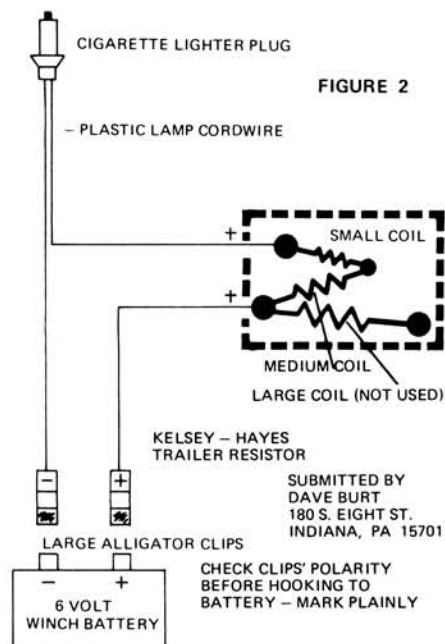 CIGARETTE LIGHTER PLUG
FIGURE 2
– PLASTIC LAMP CORDWIRE
+
SMALL COIL
+
MEDIUM COIL
LARGE COIL (NOT USED)
KELSEY – HAYES
TRAILER RESISTOR
– +
SUBMITTED BY
DAVE BURT
180 S. EIGHT ST.
INDIANA, PA 15701
LARGE ALLIGATOR CLIPS
– +
6 VOLT
WINCH BATTERY
CHECK CLIPS' POLARITY
BEFORE HOOKING TO
BATTERY – MARK PLAINLY